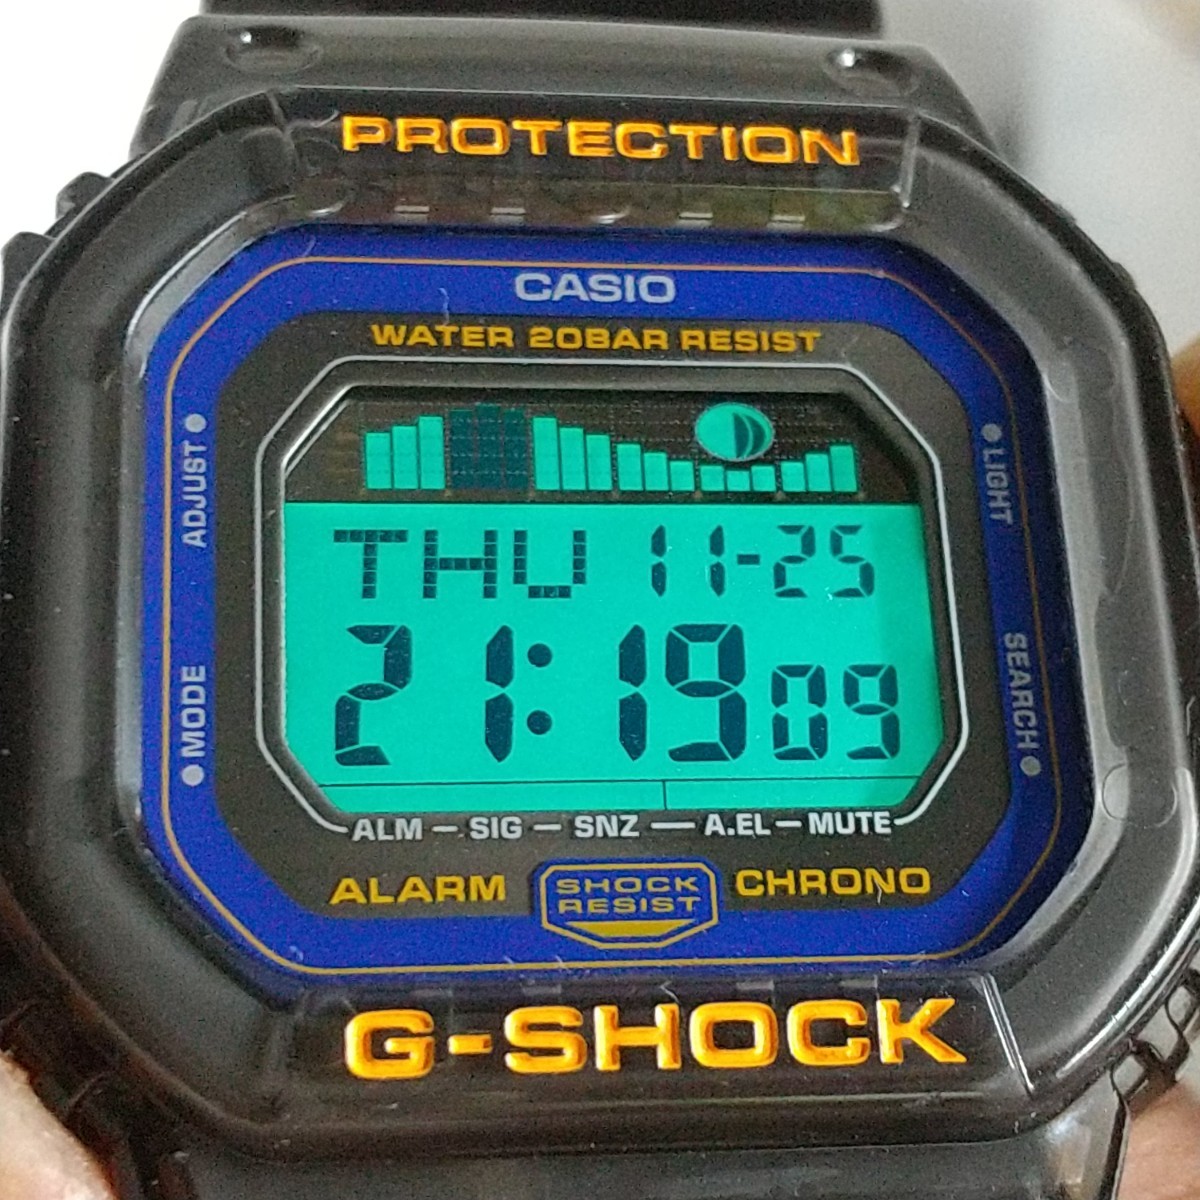 PROTECTION
CASIO
WATER 20BAR RESIST
ADJUST
LIGHT
THU 11-25
21:19 09
MODE
SEARCH
ALM SIG SNZ A.EL MUTE
ALARM
SHOCK
RESIST
CHRONO
G-SHOCK